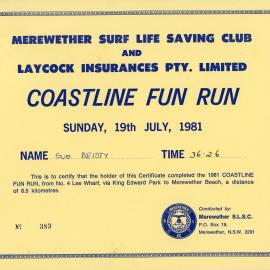 MEREWETHER SURF LIFE SAVING CLUB
AND
LAYCOCK INSURANCES PTY. LIMITED
COASTLINE FUN RUN
SUNDAY, 19th JULY, 1981
NAME Sue BEISTY TIME 36-26
This is to certify that the holder of this Certificate completed the 1981 COASTLINE
FUN RUN, from No. 4 Lee Wharf, via King Edward Park to Merewether Beach, a distance
of 8.5 kilometres.
Conducted by:
Merewether S.L.S.C.
P.O. Box 19,
Merewether, N.S.W. 2291
No 383
MEREWETHER